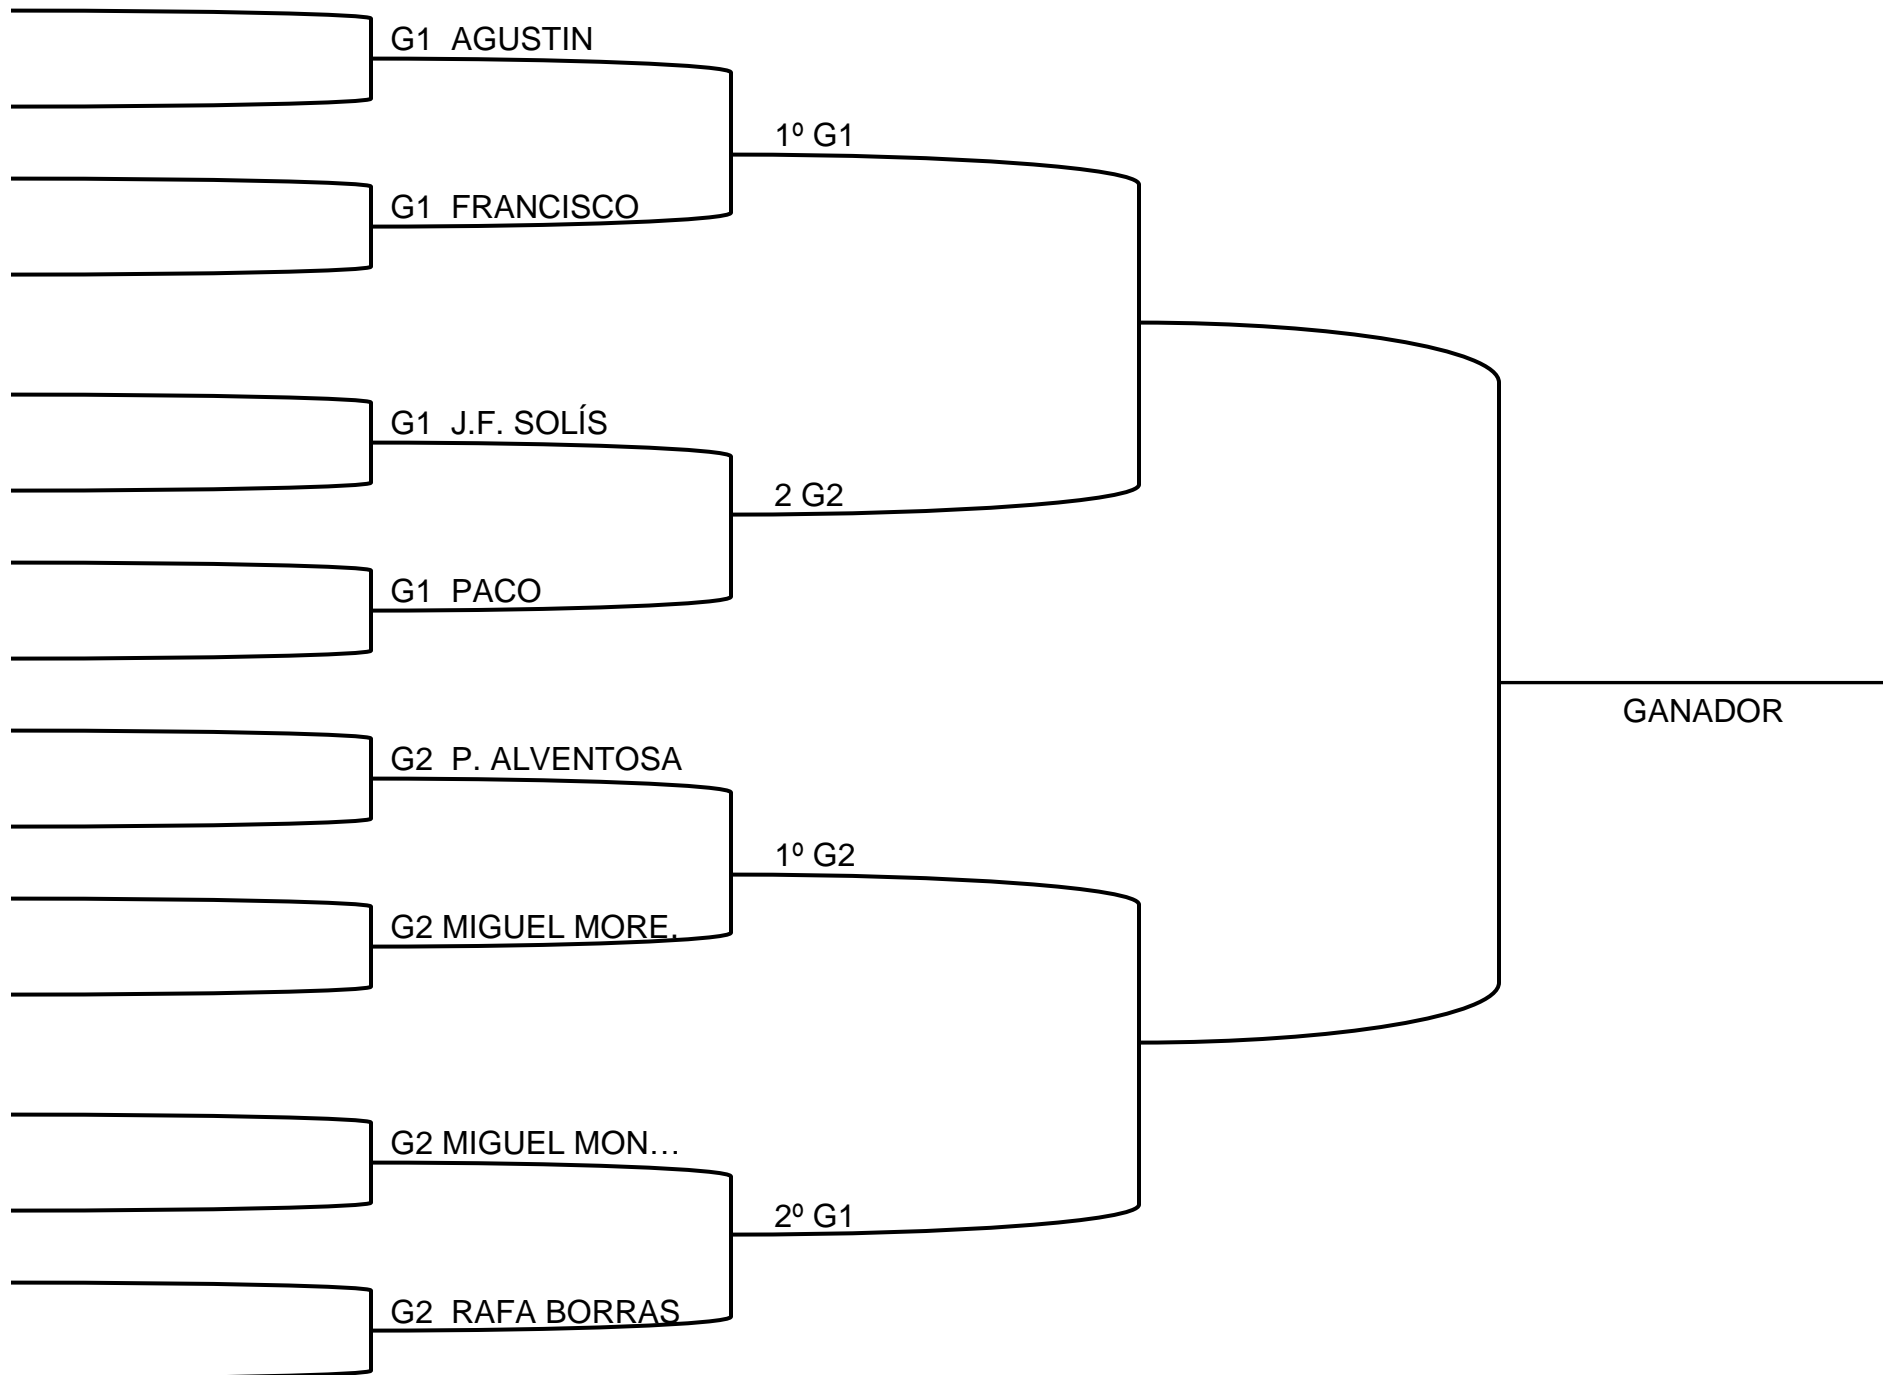 G1  AGUSTIN
1º G1
G1  FRANCISCO
G1  J.F. SOLÍS
2 G2
G1  PACO
GANADOR
G2  P. ALVENTOSA
1º G2
G2 MIGUEL MORE.
G2 MIGUEL MON…
2º G1
G2  RAFA BORRAS